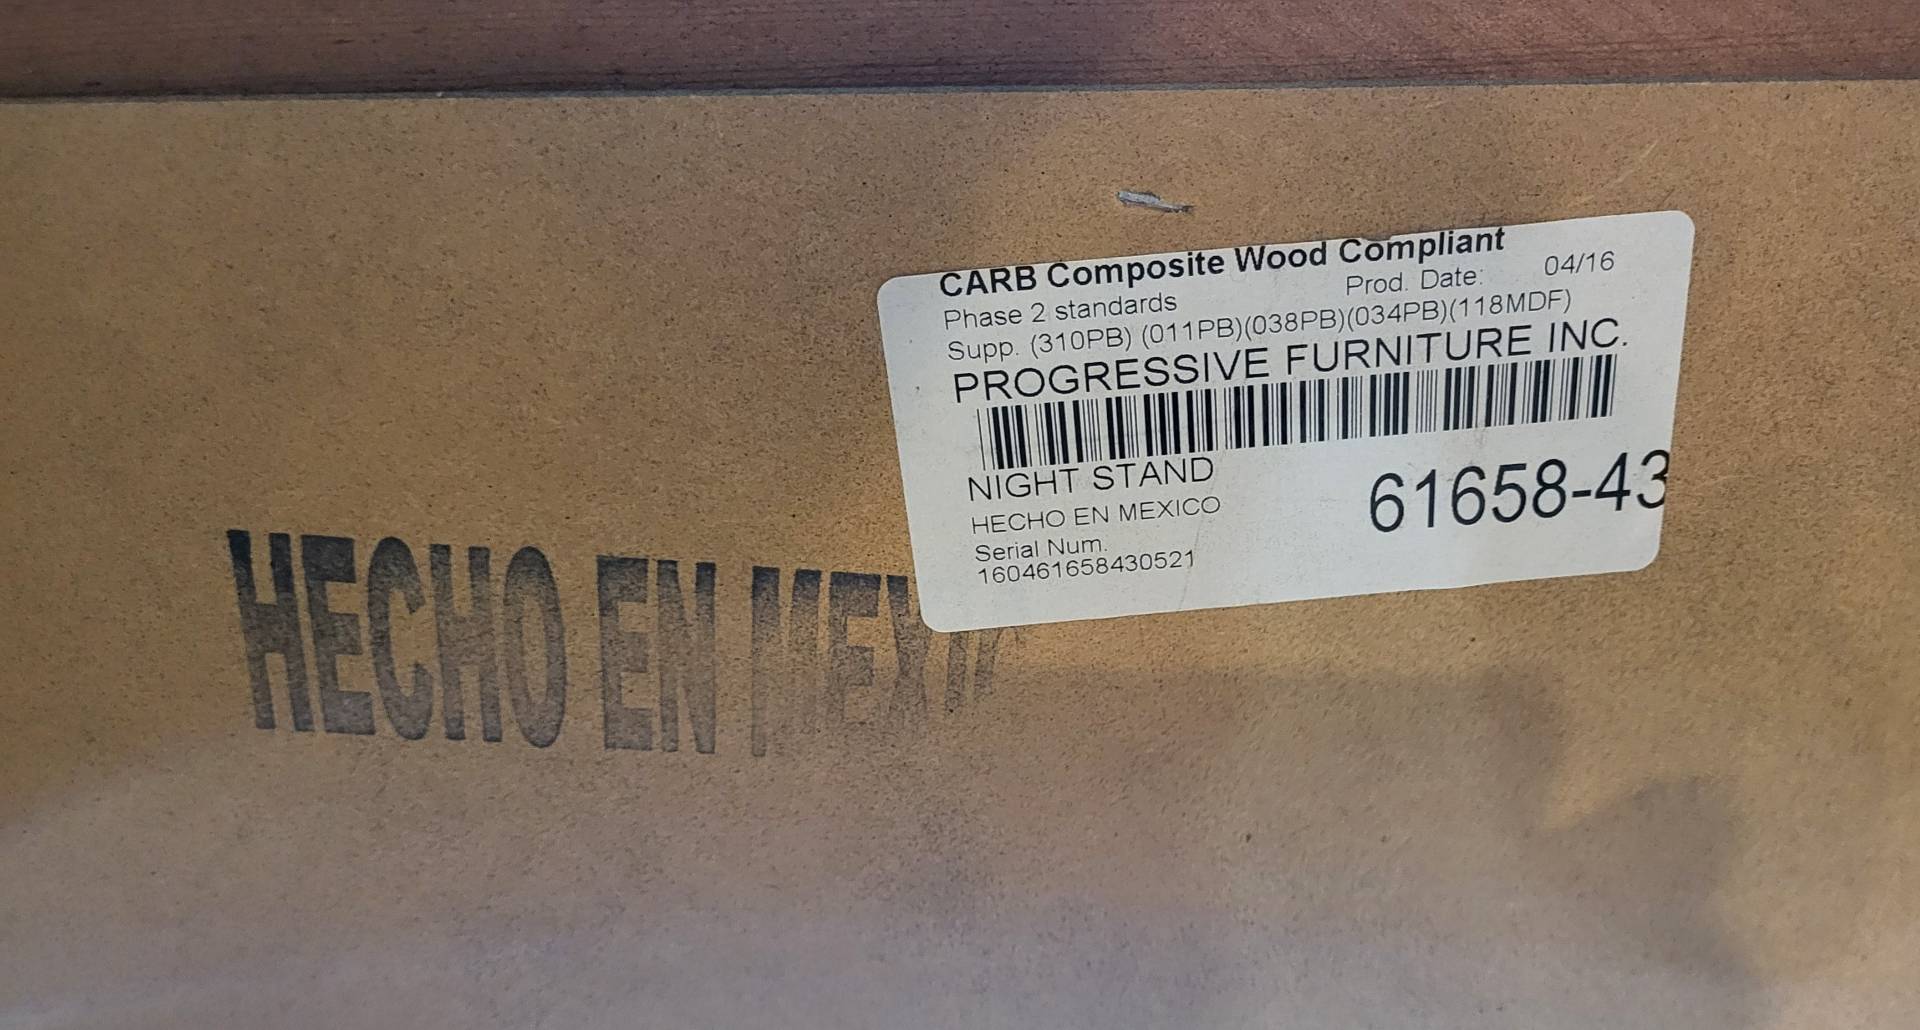 CARB Composite Wood Compliant
Phase 2 standards Prod. Date: 04/16
Supp. (310PB) (011PB)(038PB)(034PB)(118MDF)
PROGRESSIVE FURNITURE INC.
NIGHT STAND
HECHO EN MEXICO
61658-43
Serial Num.
160461658430521
HECHO EN MEXIC